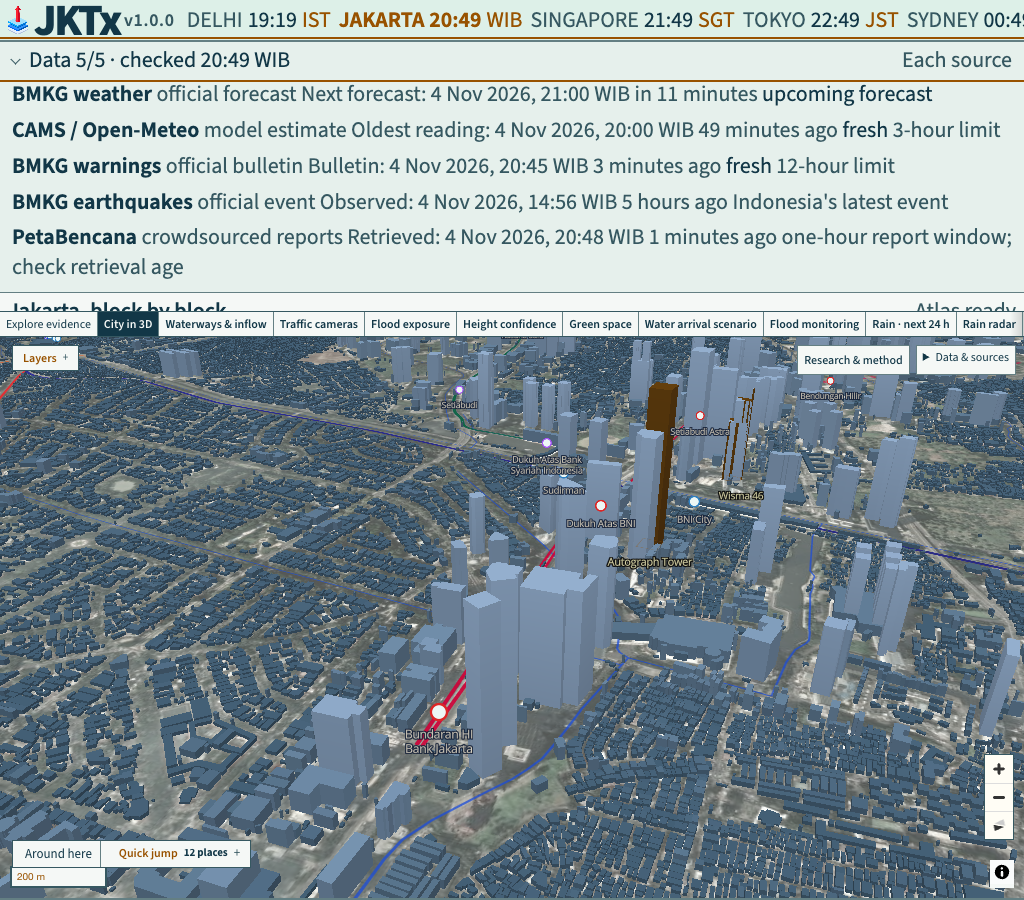 JKTx v1.0.0 DELHI 19:19 IST JAKARTA 20:49 WIB SINGAPORE 21:49 SGT TOKYO 22:49 JST SYDNEY 00:49
Data 5/5 · checked 20:49 WIB Each source
BMKG weather official forecast Next forecast: 4 Nov 2026, 21:00 WIB in 11 minutes upcoming forecast
CAMS / Open-Meteo model estimate Oldest reading: 4 Nov 2026, 20:00 WIB 49 minutes ago fresh 3-hour limit
BMKG warnings official bulletin Bulletin: 4 Nov 2026, 20:45 WIB 3 minutes ago fresh 12-hour limit
BMKG earthquakes official event Observed: 4 Nov 2026, 14:56 WIB 5 hours ago Indonesia's latest event
PetaBencana crowdsourced reports Retrieved: 4 Nov 2026, 20:48 WIB 1 minutes ago one-hour report window;
check retrieval age
Jakarta, block by block Atlas ready
Explore evidence City in 3D Waterways & inflow Traffic cameras Flood exposure Height confidence Green space Water arrival scenario Flood monitoring Rain · next 24 h Rain radar
Layers +
Research & method ▶ Data & sources
Bendungan Hilir
Setiabudi
Setiabudi Astra
Dukuh Atas Bank
Syariah Indonesia
Sudirman
Wisma 46
Dukuh Atas BNI
BNI City
Autograph Tower
Bundaran HI
Bank Jakarta
+
−
Around here
Quick jump 12 places +
200 m